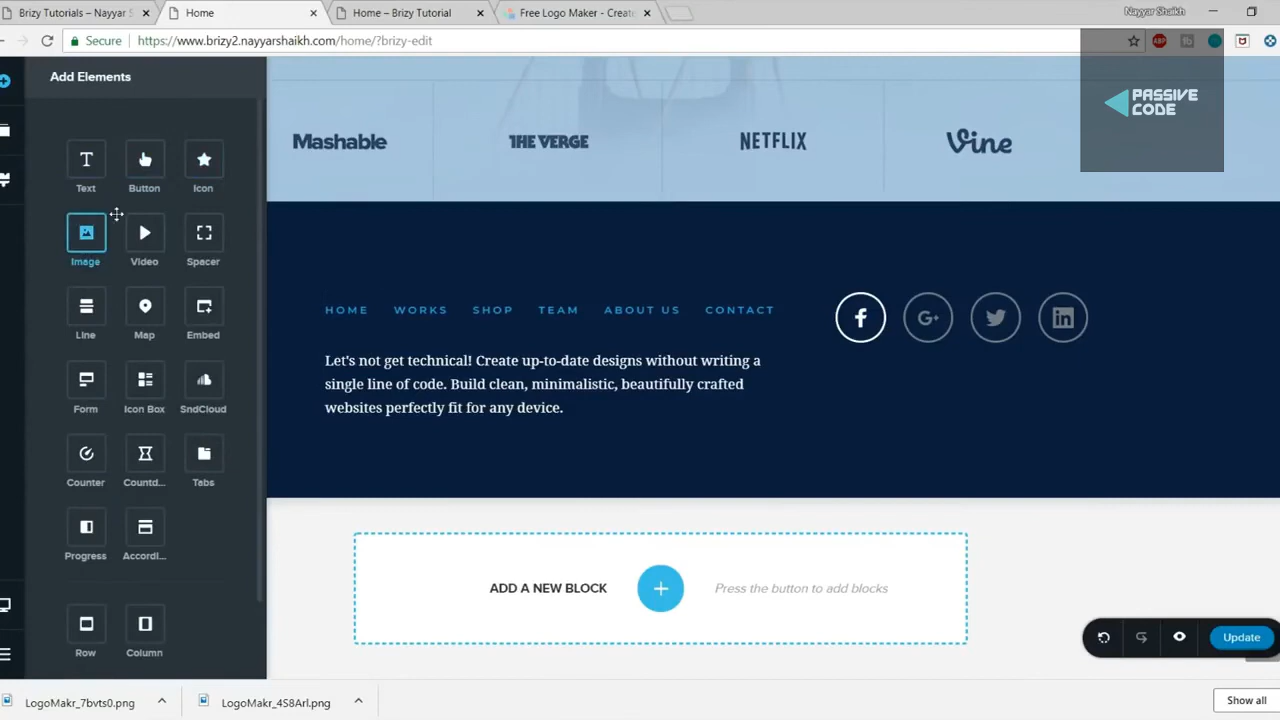 Brizy Tutorials – Nayyar S
Home
Home – Brizy Tutorial
Free Logo Maker - Create
Nayyar Shaikh
Secure
https://www.brizy2.nayyarshaikh.com/home/?brizy-edit
ABP
Add Elements
PASSIVE
CODE
Mashable
THE VERGE
NETFLIX
Vine
Text
Button
Icon
Image
Video
Spacer
Line
Map
Embed
Form
Icon Box
SndCloud
Counter
Countd...
Tabs
Progress
Accordi...
Row
Column
HOME
WORKS
SHOP
TEAM
ABOUT US
CONTACT
Let's not get technical! Create up-to-date designs without writing a
single line of code. Build clean, minimalistic, beautifully crafted
websites perfectly fit for any device.
ADD A NEW BLOCK
Press the button to add blocks
Update
LogoMakr_7bvts0.png
LogoMakr_4S8Arl.png
Show all